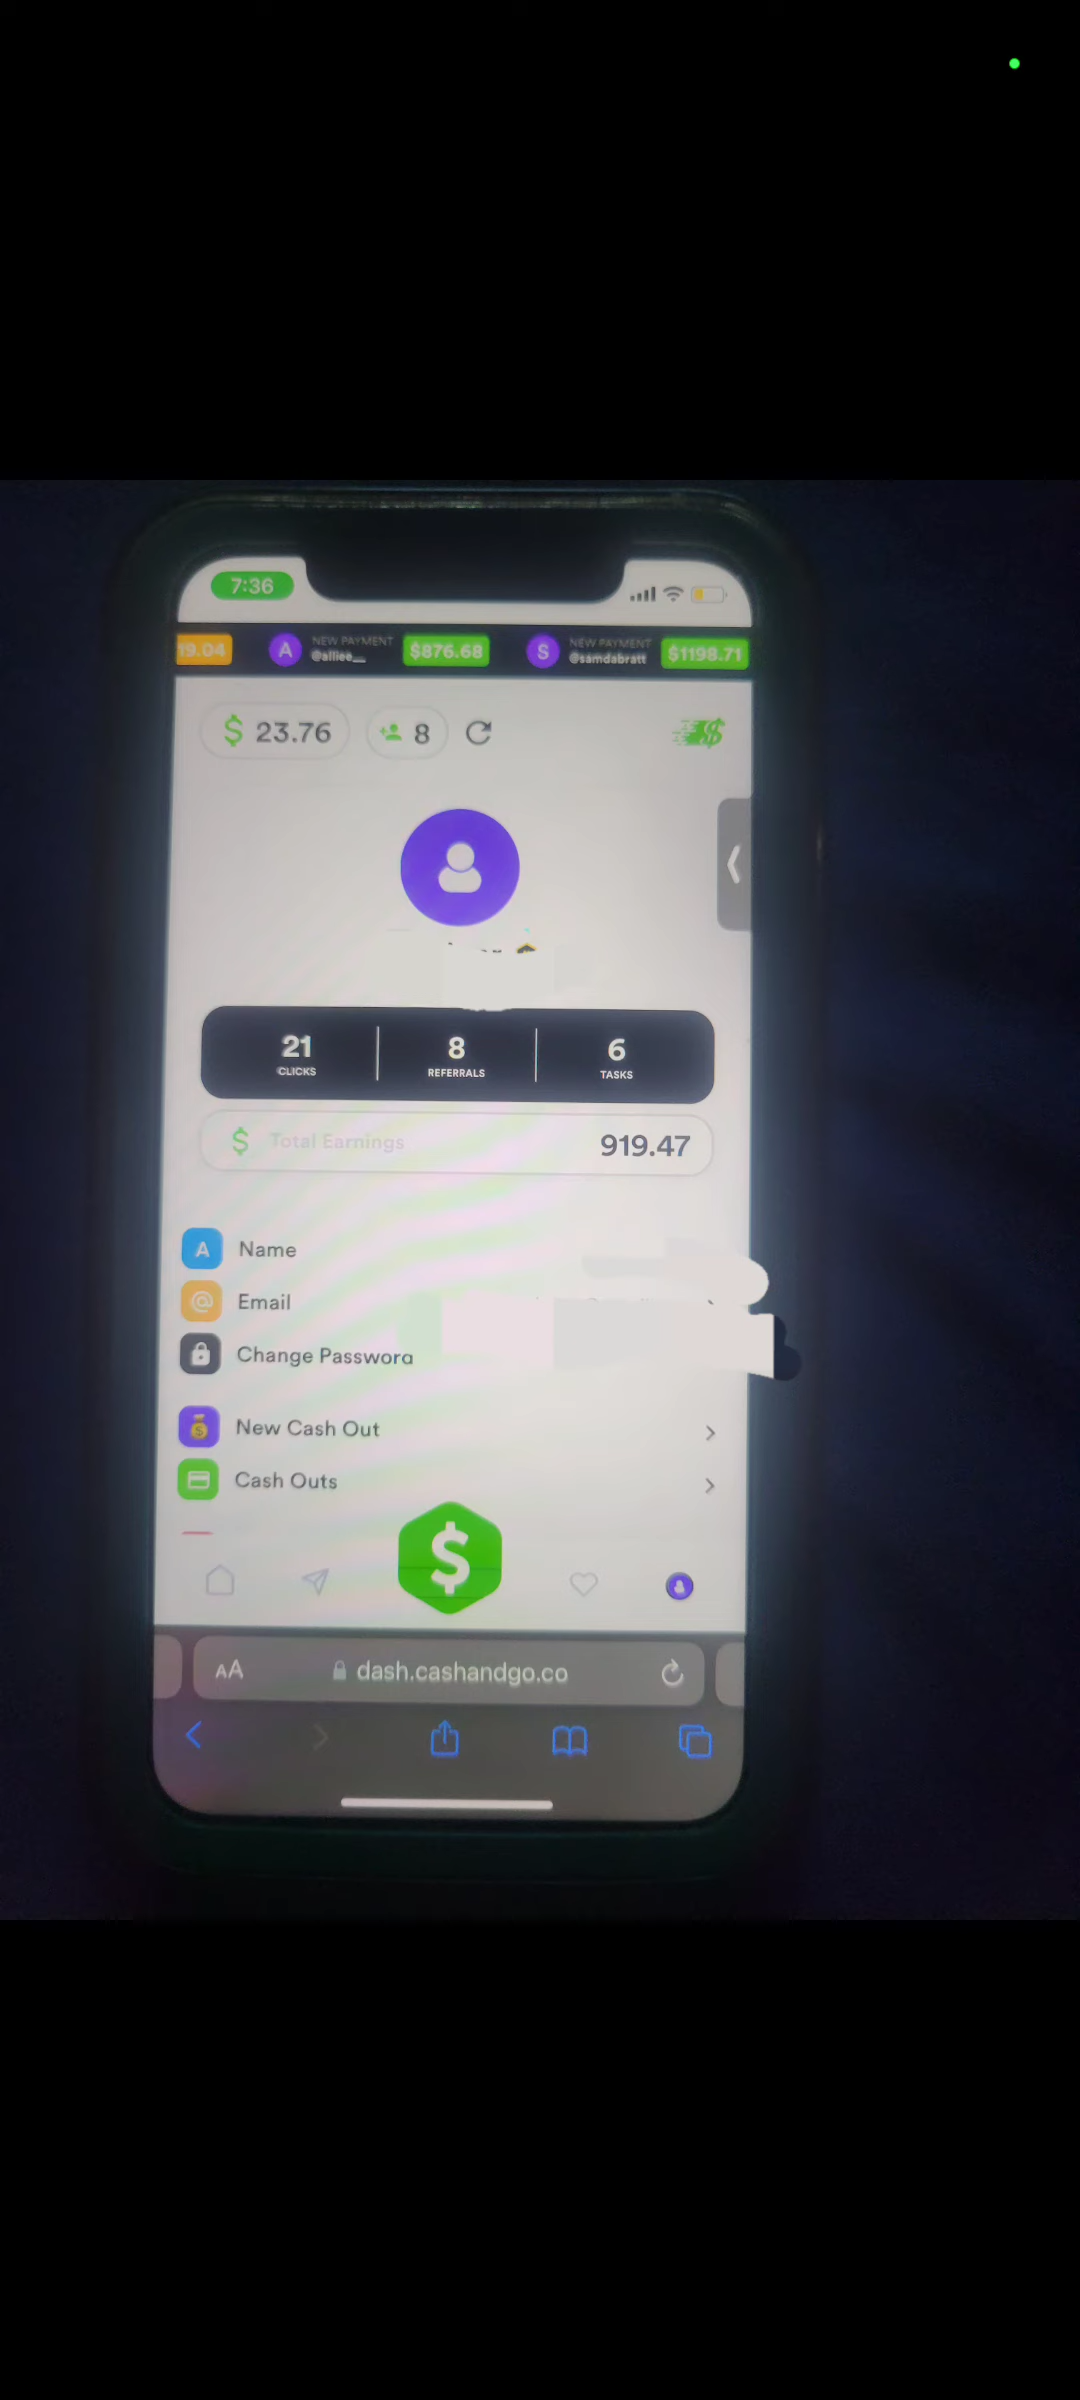 7:36
19.04 A NEW PAYMENT @alliee__ $876.68 S NEW PAYMENT @samdabratt $1198.71
$ 23.76 8
21 8 6
CLICKS REFERRALS TASKS
$ Total Earnings 919.47
A Name
@ Email
Change Password
New Cash Out
Cash Outs
$
AA dash.cashandgo.co